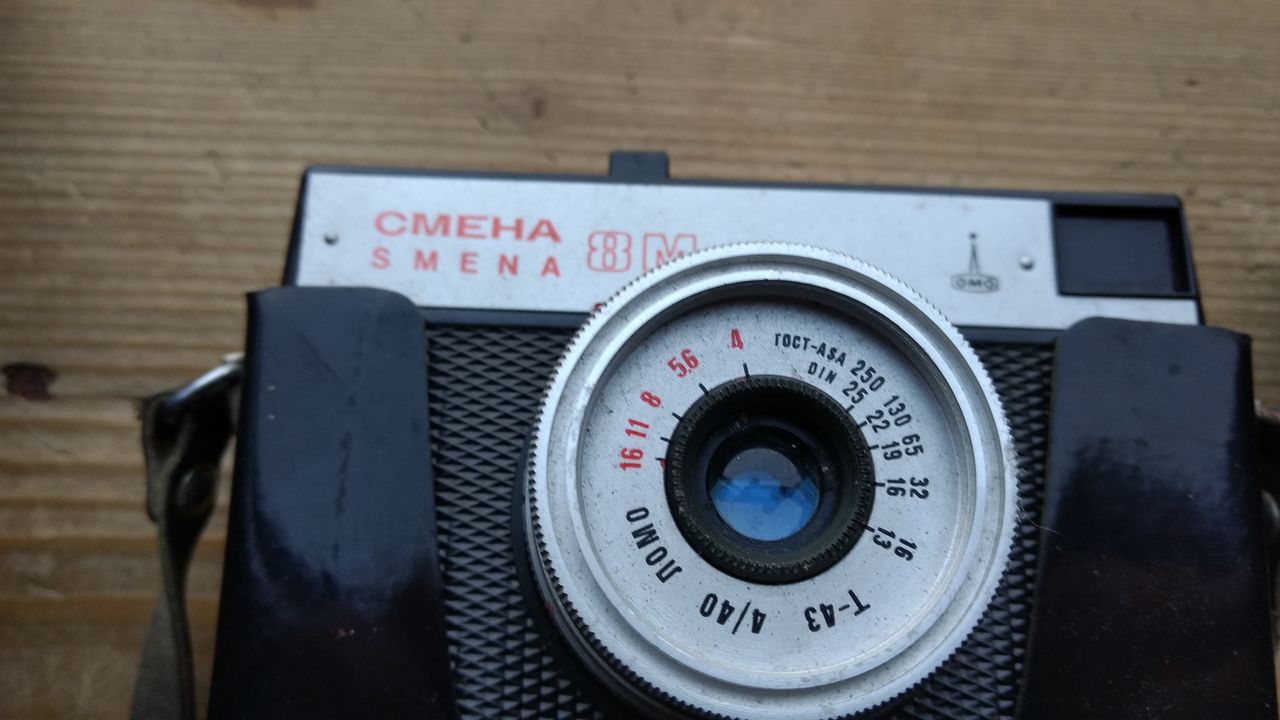 СМЕНА
SMENA 8M
ГОСТ-ASA 250 130 65 32 16
DIN 25 22 19 16 13
4 5.6 8 11 16
ЛОМО
4/40
T-43